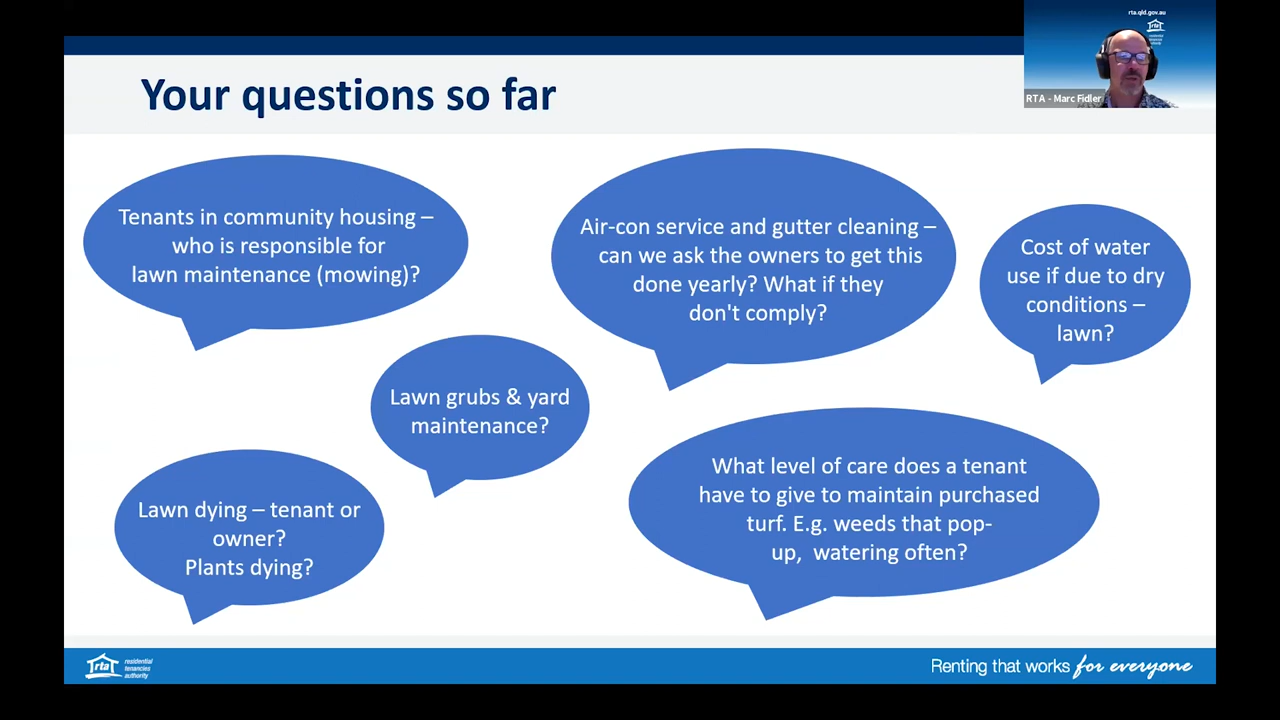 rta.qld.gov.au
rta
residential
tenancies
authority
RTA - Marc Fidler
Your questions so far
Tenants in community housing –
who is responsible for
lawn maintenance (mowing)?
Air-con service and gutter cleaning –
can we ask the owners to get this
done yearly? What if they
don't comply?
Cost of water
use if due to dry
conditions –
lawn?
Lawn grubs & yard
maintenance?
Lawn dying – tenant or
owner?
Plants dying?
What level of care does a tenant
have to give to maintain purchased
turf. E.g. weeds that pop-
up, watering often?
rta
residential
tenancies
authority
Renting that works for everyone